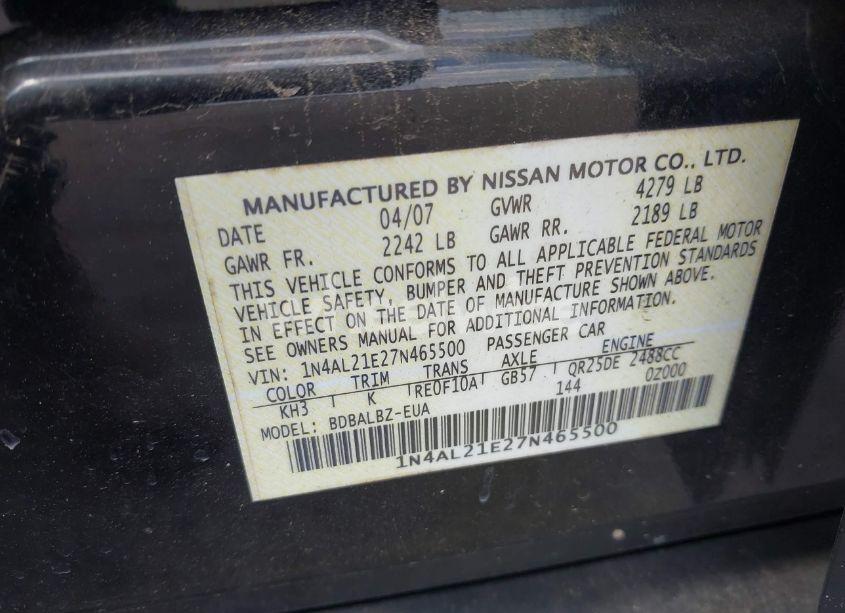 MANUFACTURED BY NISSAN MOTOR CO., LTD.
DATE 04/07 GVWR 4279 LB
GAWR FR. 2242 LB GAWR RR. 2189 LB
THIS VEHICLE CONFORMS TO ALL APPLICABLE FEDERAL MOTOR
VEHICLE SAFETY, BUMPER AND THEFT PREVENTION STANDARDS
IN EFFECT ON THE DATE OF MANUFACTURE SHOWN ABOVE.
SEE OWNERS MANUAL FOR ADDITIONAL INFORMATION.
VIN: 1N4AL21E27N465500 PASSENGER CAR
COLOR TRIM TRANS AXLE ENGINE
KH3 K RE0F10A GB57 QR25DE 2488CC
MODEL: BDBALBZ-EUA 144 0Z000
1N4AL21E27N465500